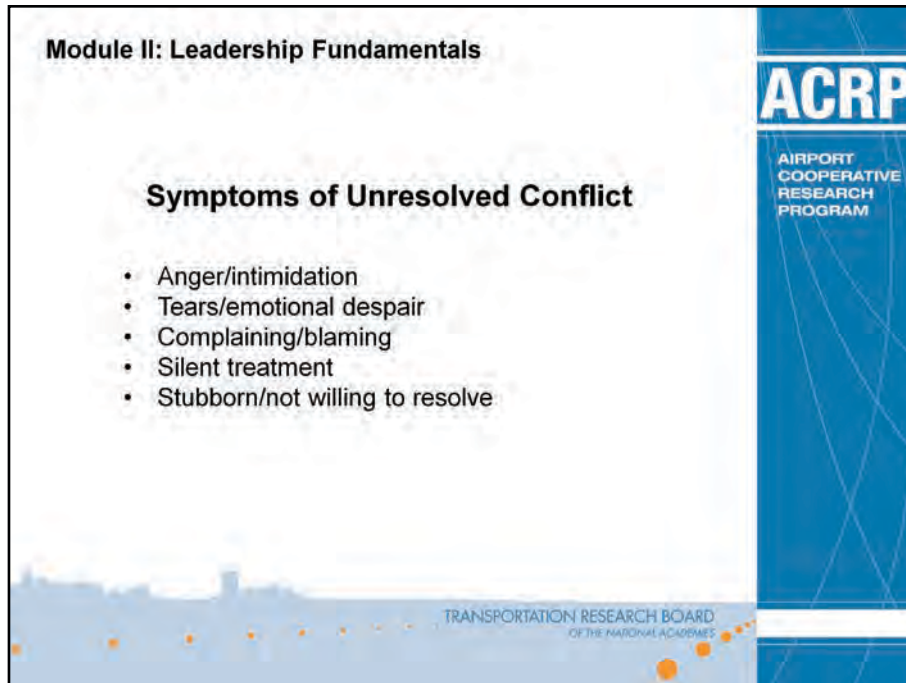 Module II: Leadership Fundamentals
ACRP
AIRPORT
COOPERATIVE
RESEARCH
PROGRAM
Symptoms of Unresolved Conflict
• Anger/intimidation
• Tears/emotional despair
• Complaining/blaming
• Silent treatment
• Stubborn/not willing to resolve
TRANSPORTATION RESEARCH BOARD
OF THE NATIONAL ACADEMIES